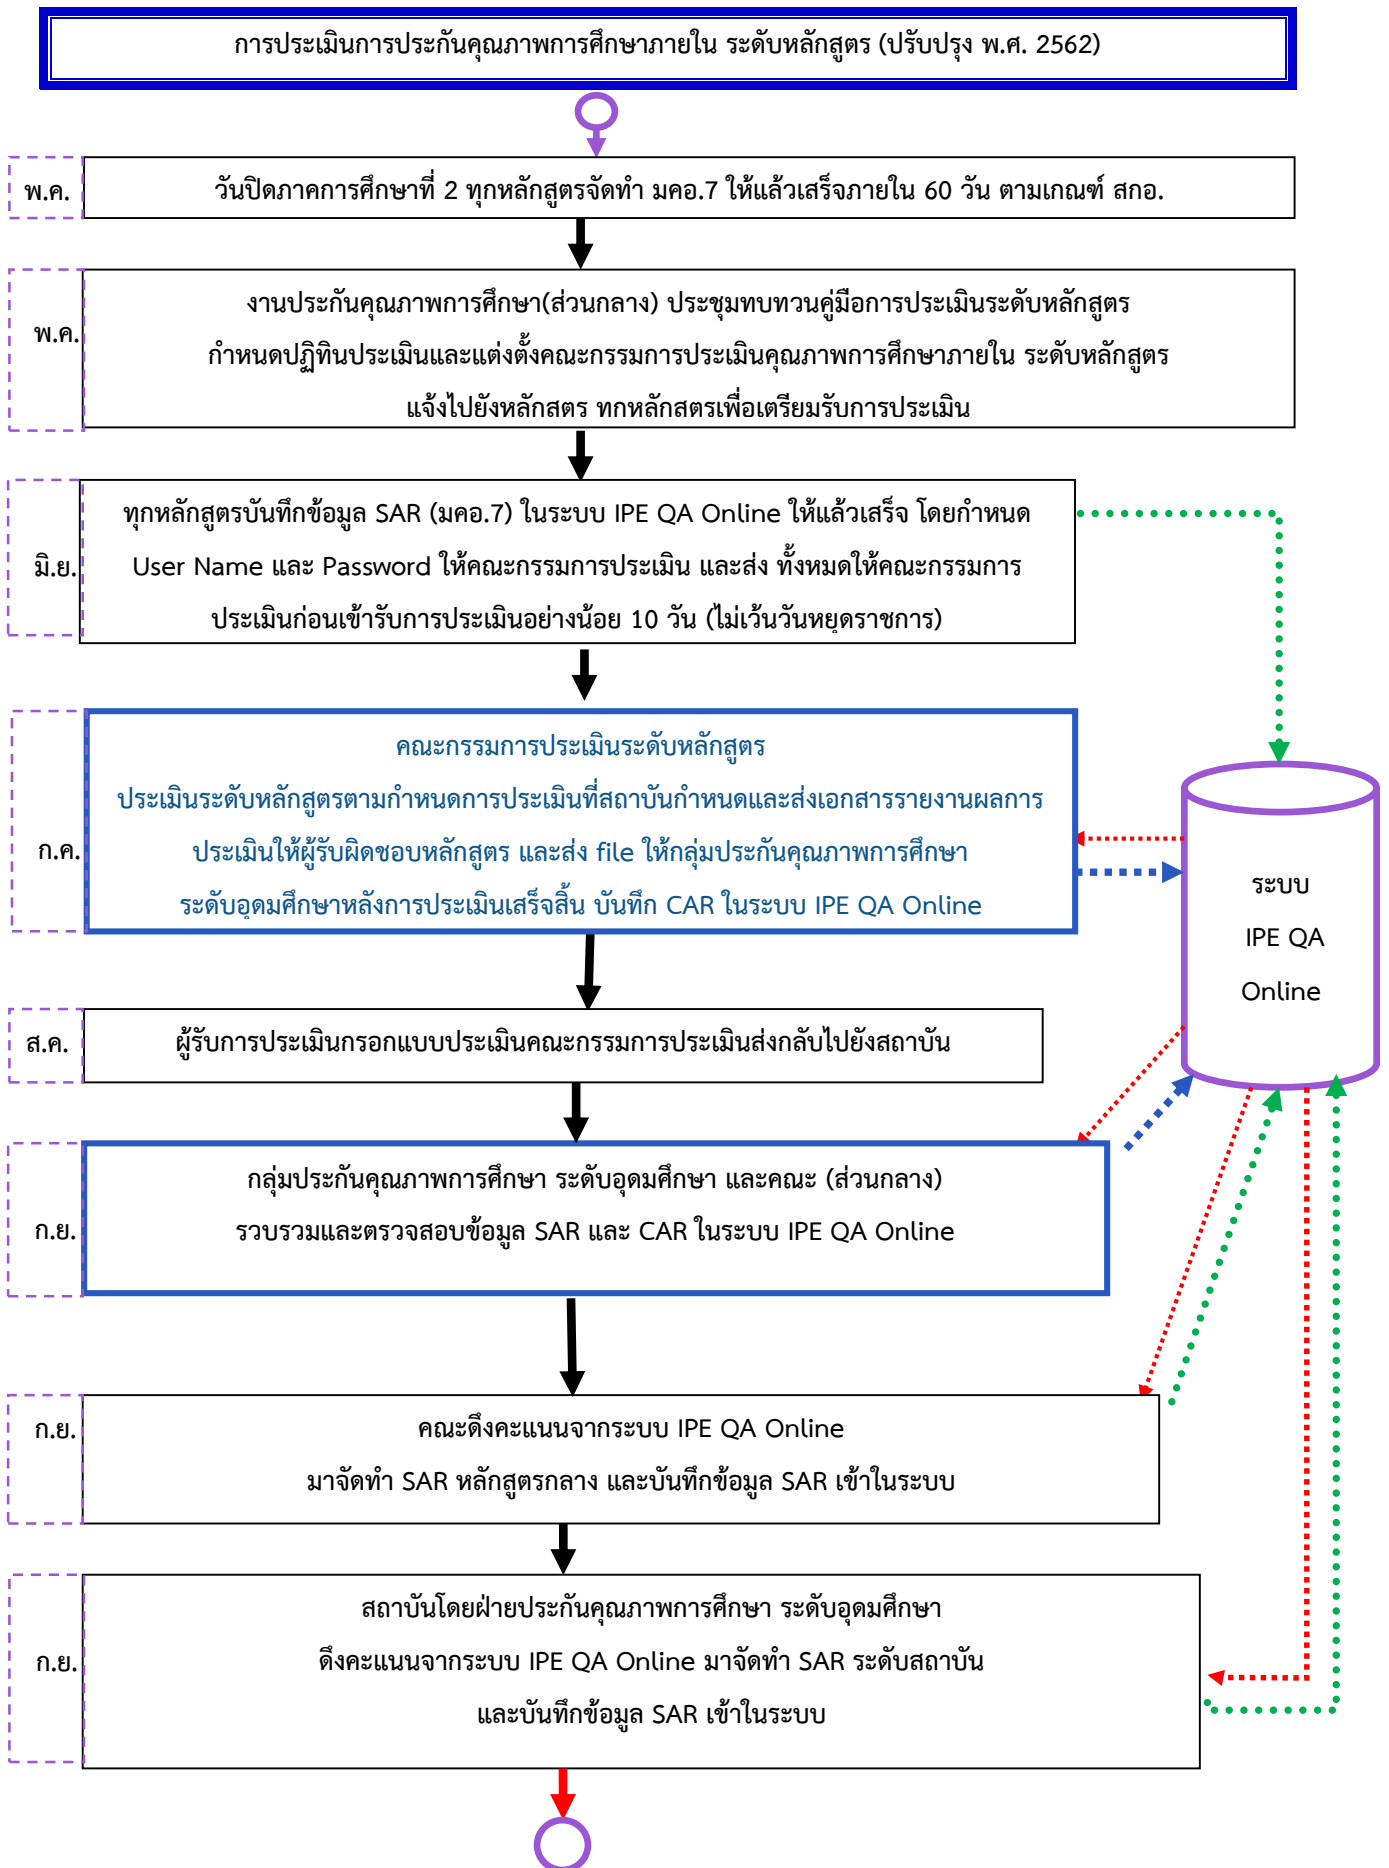 การประเมินการประกันคุณภาพการศึกษาภายใน ระดับหลักสูตร (ปรับปรุง พ.ศ. 2562)
พ.ค.
วันปิดภาคการศึกษาที่ 2 ทุกหลักสูตรจัดทำ มคอ.7 ให้แล้วเสร็จภายใน 60 วัน ตามเกณฑ์ สกอ.
พ.ค.
งานประกันคุณภาพการศึกษา(ส่วนกลาง) ประชุมทบทวนคู่มือการประเมินระดับหลักสูตร
กำหนดปฏิทินประเมินและแต่งตั้งคณะกรรมการประเมินคุณภาพการศึกษาภายใน ระดับหลักสูตร
แจ้งไปยังหลักสูตร ทุกหลักสูตรเพื่อเตรียมรับการประเมิน
มิ.ย.
ทุกหลักสูตรบันทึกข้อมูล SAR (มคอ.7) ในระบบ IPE QA Online ให้แล้วเสร็จ โดยกำหนด
User Name และ Password ให้คณะกรรมการประเมิน และส่ง ทั้งหมดให้คณะกรรมการ
ประเมินก่อนเข้ารับการประเมินอย่างน้อย 10 วัน (ไม่เว้นวันหยุดราชการ)
ก.ค.
คณะกรรมการประเมินระดับหลักสูตร
ประเมินระดับหลักสูตรตามกำหนดการประเมินที่สถาบันกำหนดและส่งเอกสารรายงานผลการ
ประเมินให้ผู้รับผิดชอบหลักสูตร และส่ง file ให้กลุ่มประกันคุณภาพการศึกษา
ระดับอุดมศึกษาหลังการประเมินเสร็จสิ้น บันทึก CAR ในระบบ IPE QA Online
ระบบ
IPE QA
Online
ส.ค.
ผู้รับการประเมินกรอกแบบประเมินคณะกรรมการประเมินส่งกลับไปยังสถาบัน
ก.ย.
กลุ่มประกันคุณภาพการศึกษา ระดับอุดมศึกษา และคณะ (ส่วนกลาง)
รวบรวมและตรวจสอบข้อมูล SAR และ CAR ในระบบ IPE QA Online
ก.ย.
คณะดึงคะแนนจากระบบ IPE QA Online
มาจัดทำ SAR หลักสูตรกลาง และบันทึกข้อมูล SAR เข้าในระบบ
ก.ย.
สถาบันโดยฝ่ายประกันคุณภาพการศึกษา ระดับอุดมศึกษา
ดึงคะแนนจากระบบ IPE QA Online มาจัดทำ SAR ระดับสถาบัน
และบันทึกข้อมูล SAR เข้าในระบบ